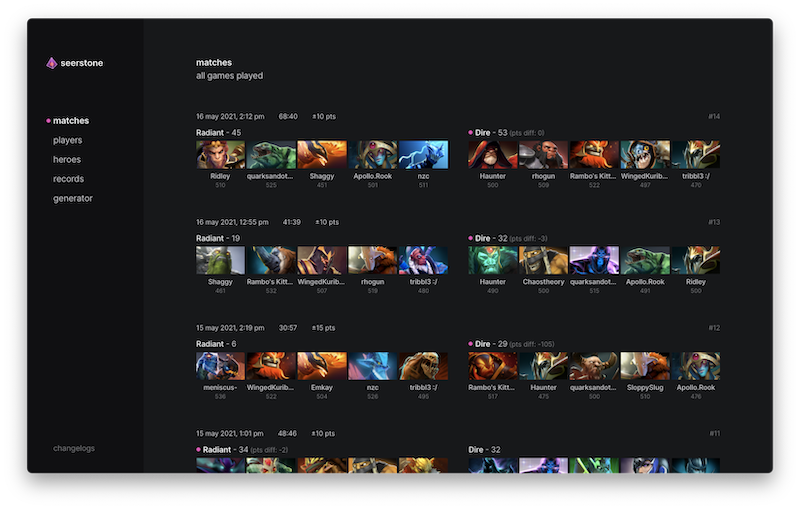 seerstone
matches
players
heroes
records
generator
changelogs
matches
all games played
16 may 2021, 2:12 pm 68:40 ±10 pts #14
Radiant - 45 Dire - 53 (pts diff: 0)
Ridley quarksandot... Shaggy Apollo.Rook nzc Haunter rhogun Rambo's Kitt... WingedKurib... tribbl3 :/
510 525 451 501 511 500 509 522 497 470
16 may 2021, 12:55 pm 41:39 ±10 pts #13
Radiant - 19 Dire - 32 (pts diff: -3)
Shaggy Rambo's Kitt... WingedKurib... rhogun tribbl3 :/ Haunter Chaostheory quarksandot... Apollo.Rook Ridley
461 532 507 519 480 490 500 515 491 500
15 may 2021, 2:19 pm 30:57 ±15 pts #12
Radiant - 6 Dire - 29 (pts diff: -105)
meniscus- WingedKurib... Emkay nzc tribbl3 :/ Rambo's Kitt... Haunter quarksandot... SloppySlug Apollo.Rook
536 522 504 526 495 517 475 500 510 476
15 may 2021, 1:01 pm 48:46 ±10 pts #11
Radiant - 34 (pts diff: -2) Dire - 32